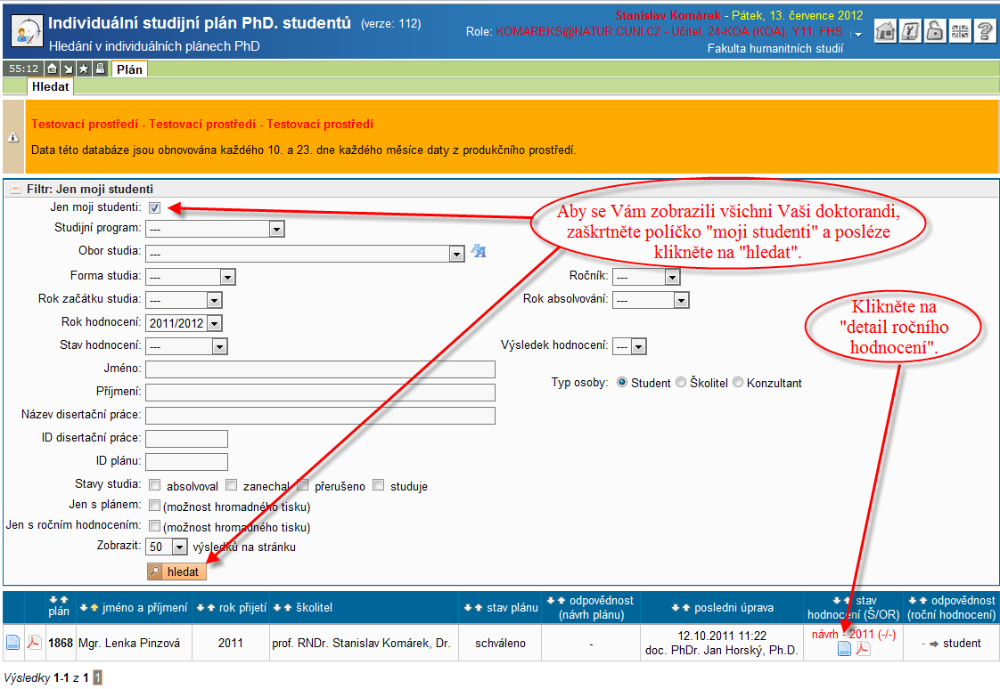 Individuální studijní plán PhD. studentů (verze: 112)
Hledání v individuálních plánech PhD
Stanislav Komárek - Pátek, 13. července 2012
Role: KOMAREKS@NATUR.CUNI.CZ - Učitel, 24-KOA (KOA), Y11, FHS
Fakulta humanitních studií
55:12 Plán
Hledat
Testovací prostředí - Testovací prostředí - Testovací prostředí
Data této databáze jsou obnovována každého 10. a 23. dne každého měsíce daty z produkčního prostředí.
Filtr: Jen moji studenti
Jen moji studenti:
Aby se Vám zobrazili všichni Vaši doktorandi,
zaškrtněte políčko "moji studenti" a posléze
klikněte na "hledat".
Studijní program: ---
Obor studia: ---
Forma studia: --- Ročník: ---
Rok začátku studia: --- Rok absolvování: ---
Rok hodnocení: 2011/2012
Klikněte na
"detail ročního
hodnocení".
Stav hodnocení: --- Výsledek hodnocení: ---
Jméno:
Typ osoby: Student Školitel Konzultant
Příjmení:
Název disertační práce:
ID disertační práce:
ID plánu:
Stavy studia: absolvoval zanechal přerušeno studuje
Jen s plánem: (možnost hromadného tisku)
Jen s ročním hodnocením: (možnost hromadného tisku)
Zobrazit: 50 výsledků na stránku
hledat
plán jméno a příjmení rok přijetí školitel stav plánu odpovědnost (návrh plánu) posledni úprava stav hodnocení (Š/OR) odpovědnost (roční hodnocení)
1868 Mgr. Lenka Pinzová 2011 prof. RNDr. Stanislav Komárek, Dr. schváleno - 12.10.2011 11:22 doc. PhDr. Jan Horský, Ph.D. návrh - 2011 (-/-) - ⇒ student
Výsledky 1-1 z 1 1